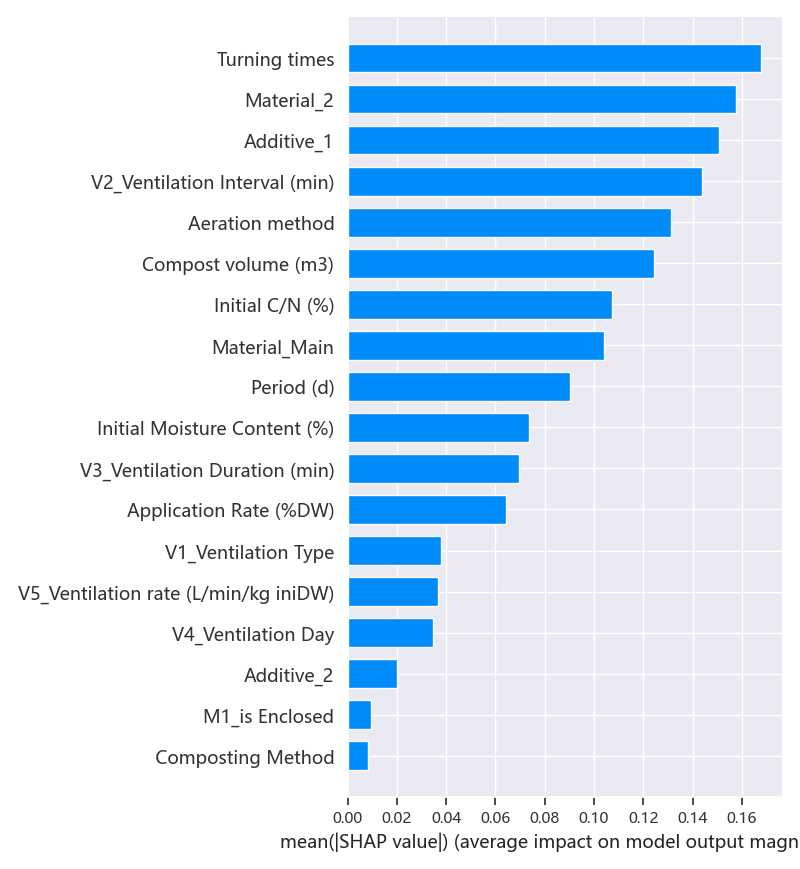 Turning times
Material_2
Additive_1
V2_Ventilation Interval (min)
Aeration method
Compost volume (m3)
Initial C/N (%)
Material_Main
Period (d)
Initial Moisture Content (%)
V3_Ventilation Duration (min)
Application Rate (%DW)
V1_Ventilation Type
V5_Ventilation rate (L/min/kg iniDW)
V4_Ventilation Day
Additive_2
M1_is Enclosed
Composting Method
0.00 0.02 0.04 0.06 0.08 0.10 0.12 0.14 0.16
mean(|SHAP value|) (average impact on model output magn